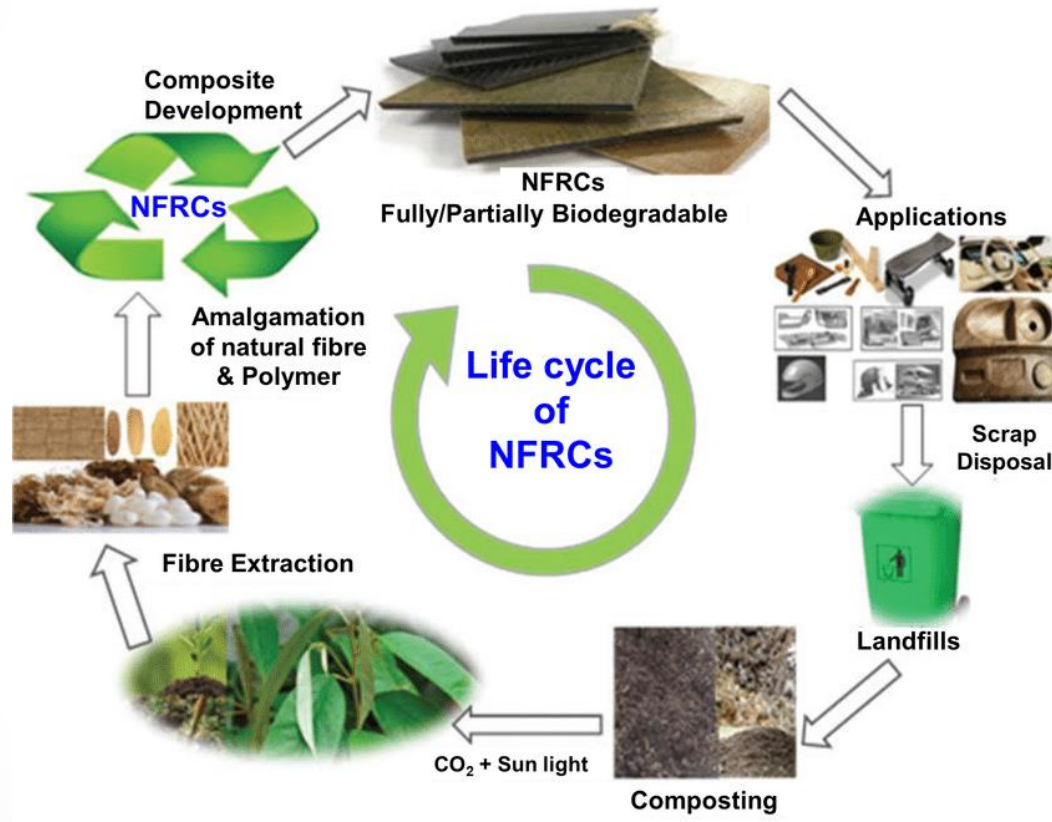 Composite
Development
NFRCs
NFRCs
Fully/Partially Biodegradable
Applications
Amalgamation
of natural fibre
& Polymer
Life cycle
of
NFRCs
Scrap
Disposal
Fibre Extraction
Landfills
CO₂ + Sun light
Composting